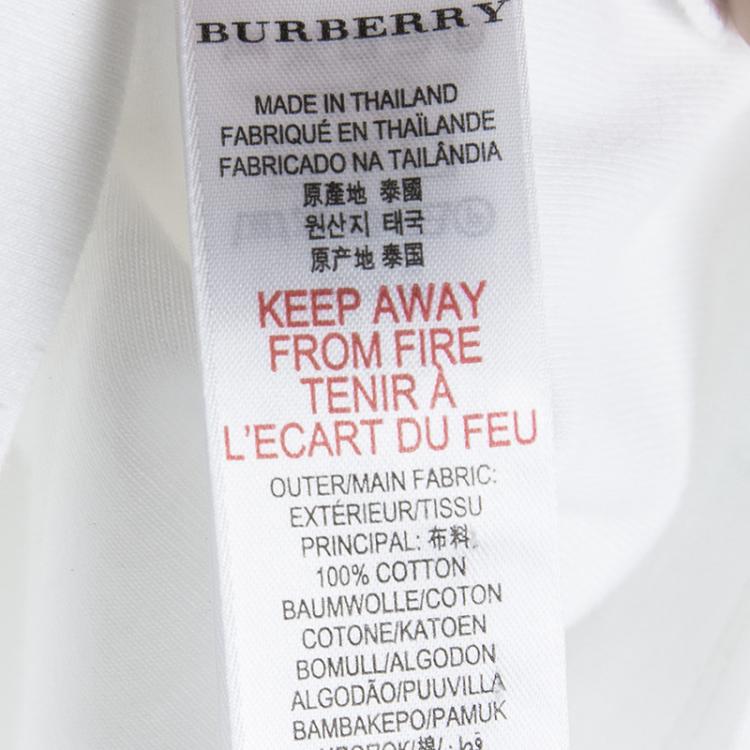 BURBERRY
MADE IN THAILAND
FABRIQUÉ EN THAÏLANDE
FABRICADO NA TAILÂNDIA
原產地 泰國
원산지 태국
原产地 泰国
KEEP AWAY
FROM FIRE
TENIR À
L'ECART DU FEU
OUTER/MAIN FABRIC:
EXTÉRIEUR/TISSU
PRINCIPAL: 布料.
100% COTTON
BAUMWOLLE/COTON
COTONE/KATOEN
BOMULL/ALGODON
ALGODÃO/PUUVILLA
BAMBAKEPO/PAMUK